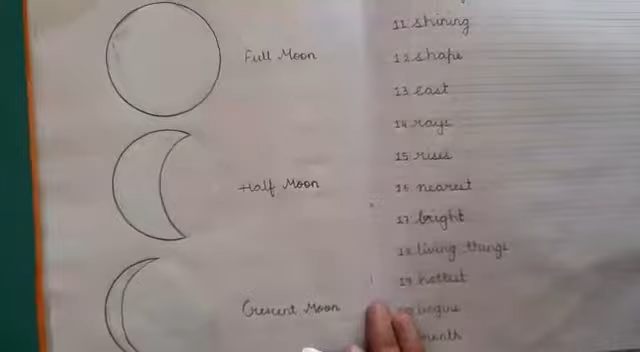 Full Moon
Half Moon
Crescent Moon
11 shining
12 shape
13 east
14 rays
15 rises
16 nearest
17 bright
18 living things
19 hottest